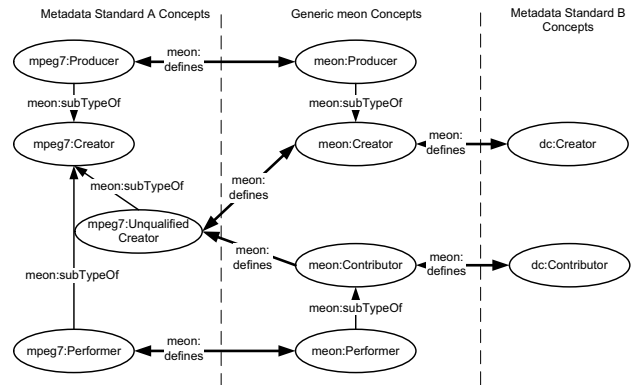 Metadata Standard A Concepts
Generic meon Concepts
Metadata Standard B
Concepts
mpeg7:Producer
meon:
defines
meon:Producer
meon:subTypeOf
meon:subTypeOf
mpeg7:Creator
meon:Creator
meon:
defines
dc:Creator
meon:subTypeOf
meon:
defines
mpeg7:Unqualified
Creator
meon:
defines
meon:Contributor
meon:
defines
dc:Contributor
meon:subTypeOf
meon:subTypeOf
mpeg7:Performer
meon:
defines
meon:Performer